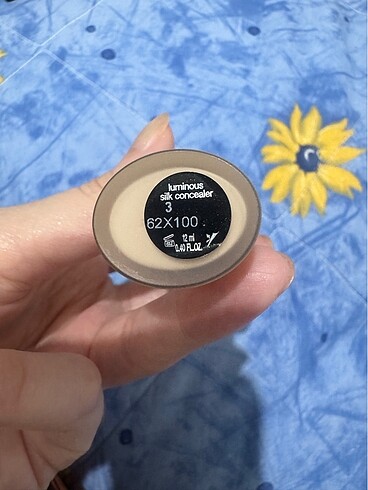 luminous
silk concealer
3
62X100
12 ml
0.40 FL.OZ.